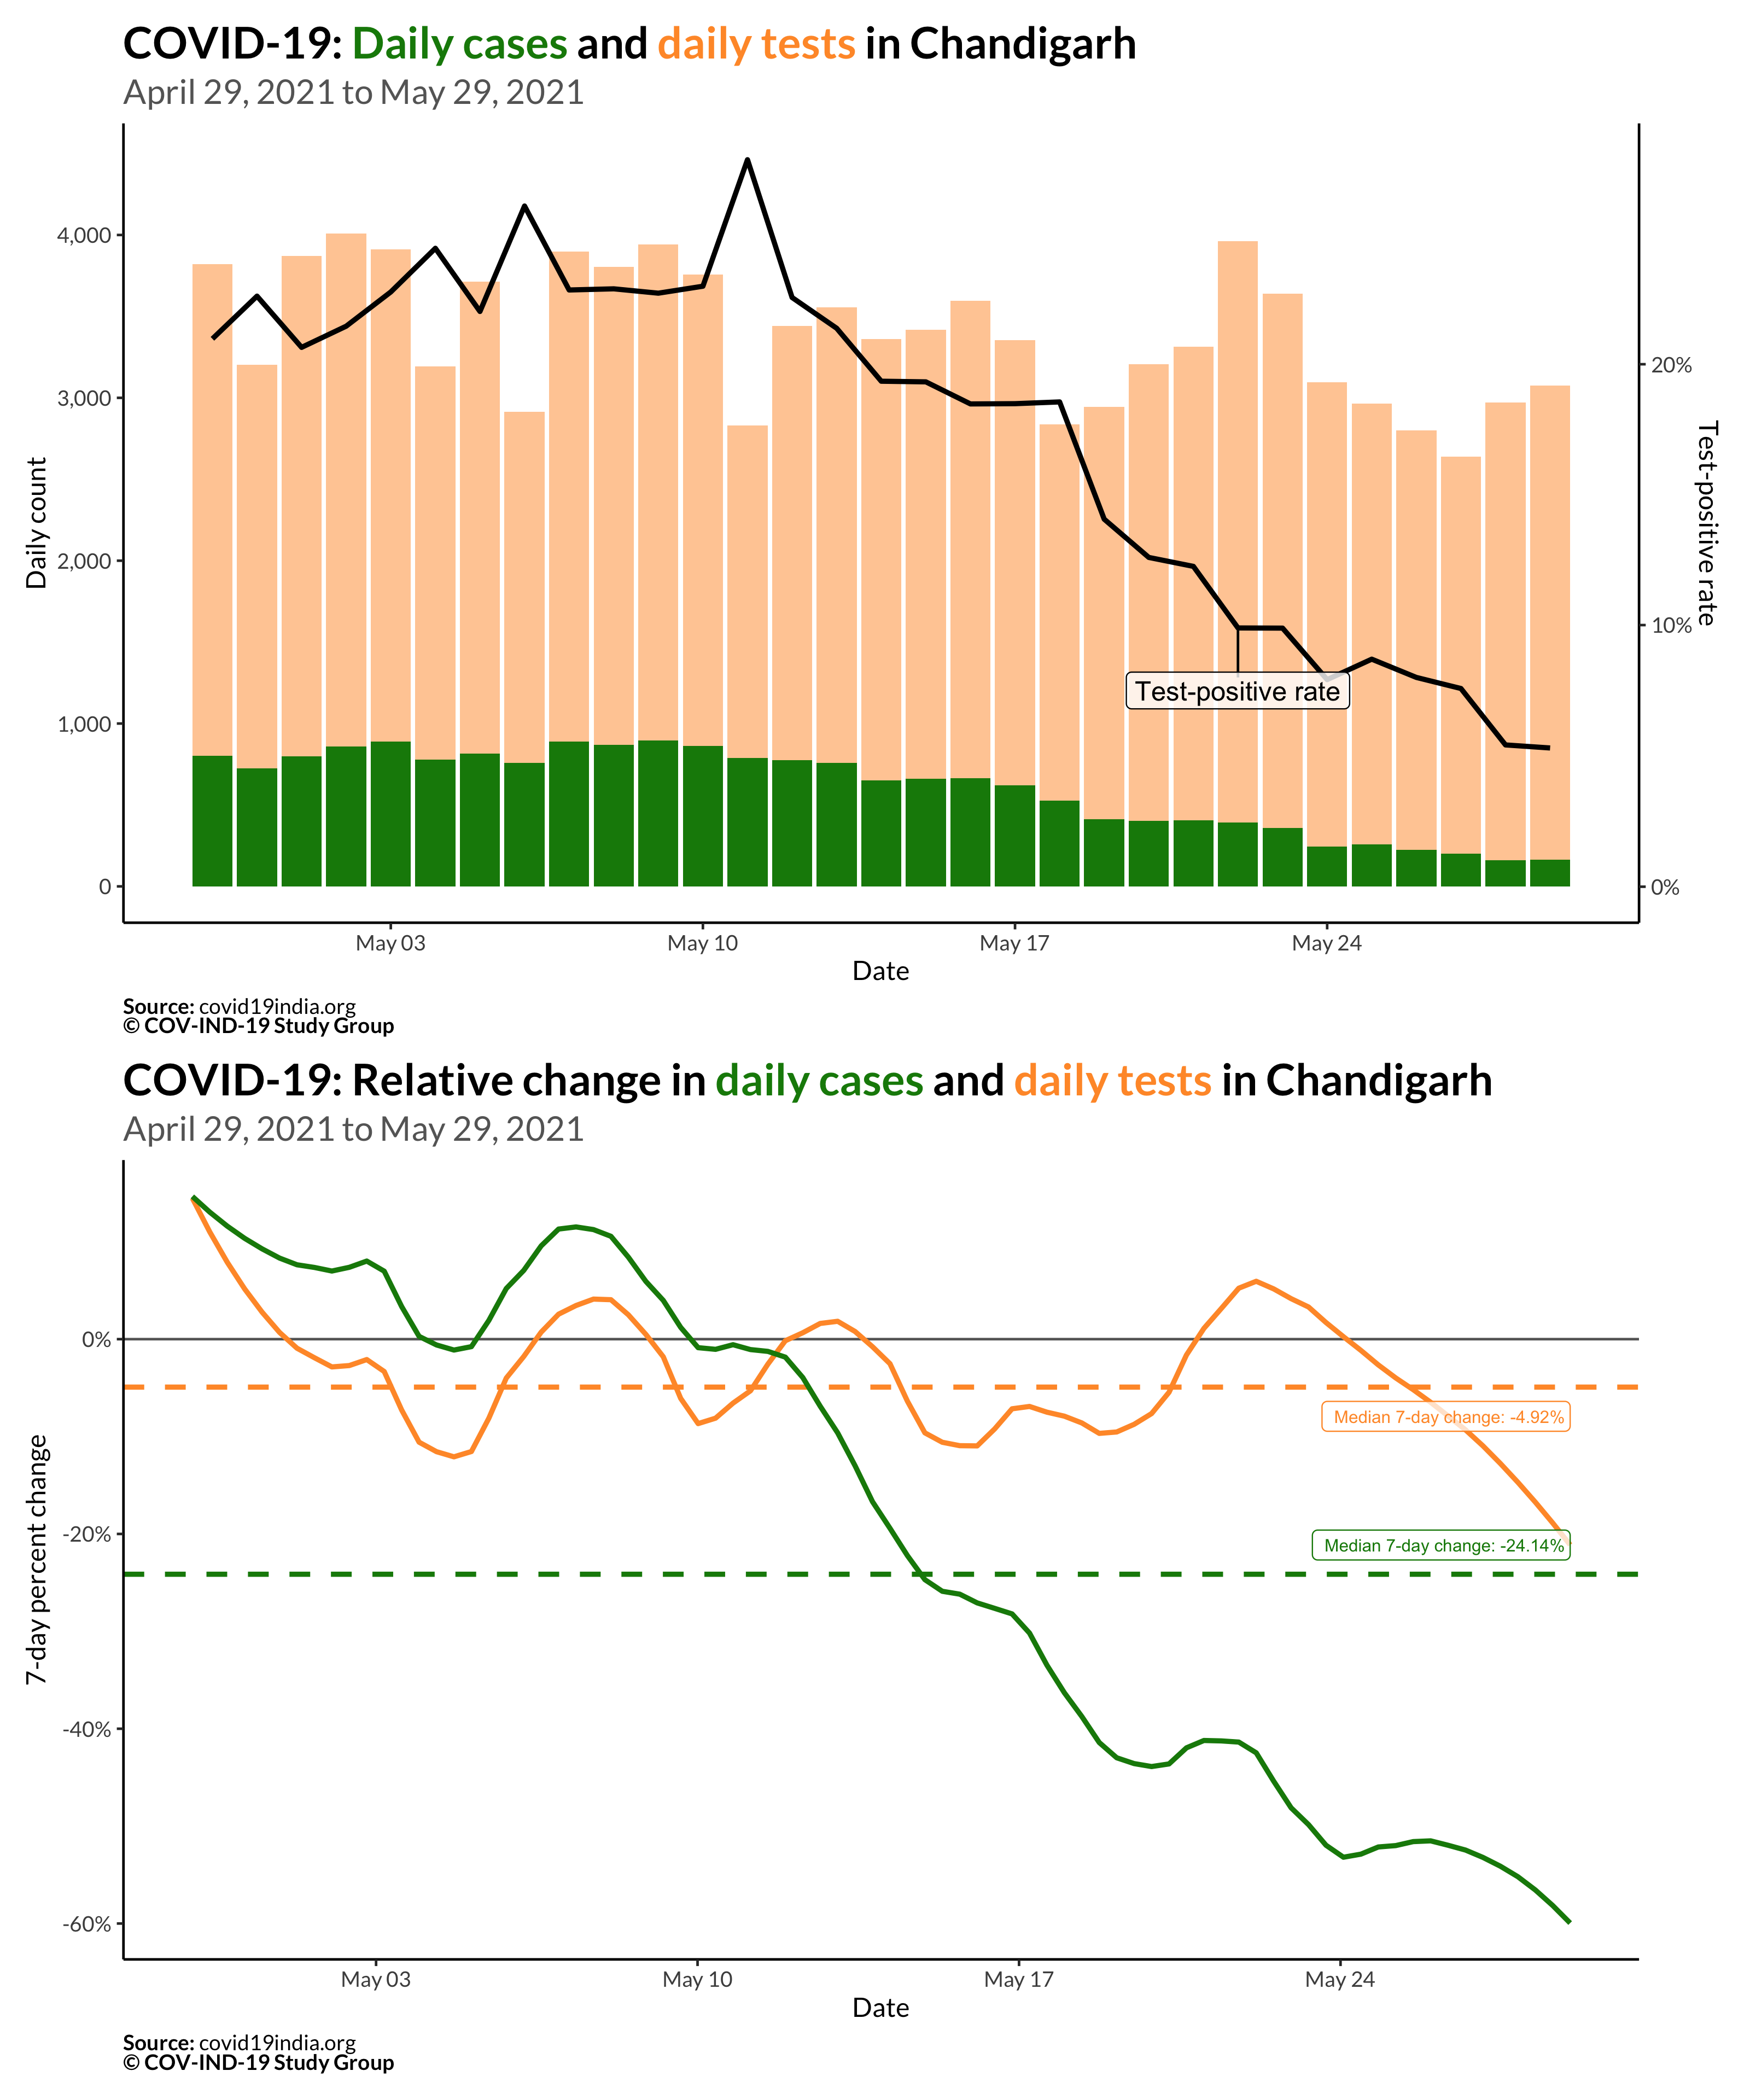 COVID-19: Daily cases and daily tests in Chandigarh
April 29, 2021 to May 29, 2021
Daily count
4,000
3,000
2,000
1,000
0
20%
10%
0%
Test-positive rate
Test-positive rate
May 03
May 10
May 17
May 24
Date
Source: covid19india.org
© COV-IND-19 Study Group
COVID-19: Relative change in daily cases and daily tests in Chandigarh
April 29, 2021 to May 29, 2021
7-day percent change
0%
-20%
-40%
-60%
Median 7-day change: -4.92%
Median 7-day change: -24.14%
May 03
May 10
May 17
May 24
Date
Source: covid19india.org
© COV-IND-19 Study Group